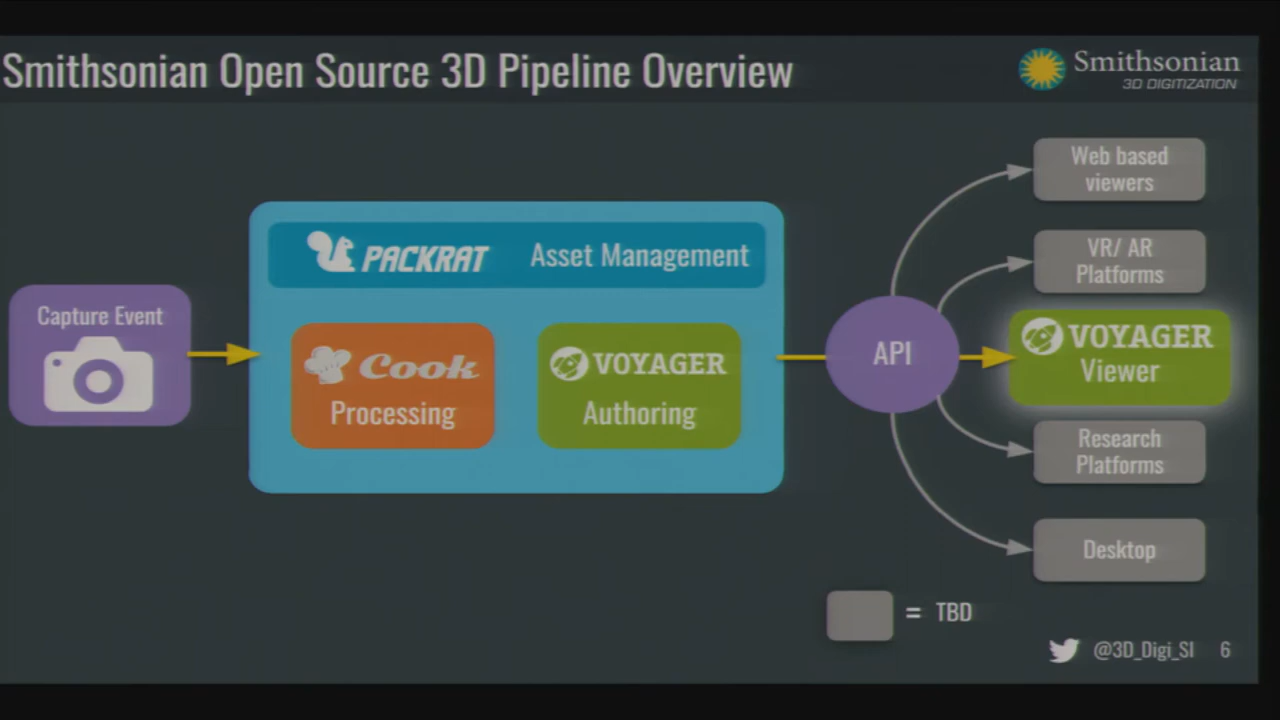 Smithsonian Open Source 3D Pipeline Overview
Smithsonian
3D DIGITIZATION
Capture Event
PACKRAT
Asset Management
Cook
Processing
VOYAGER
Authoring
API
Web based
viewers
VR/ AR
Platforms
VOYAGER
Viewer
Research
Platforms
Desktop
= TBD
@3D_Digi_SI
6